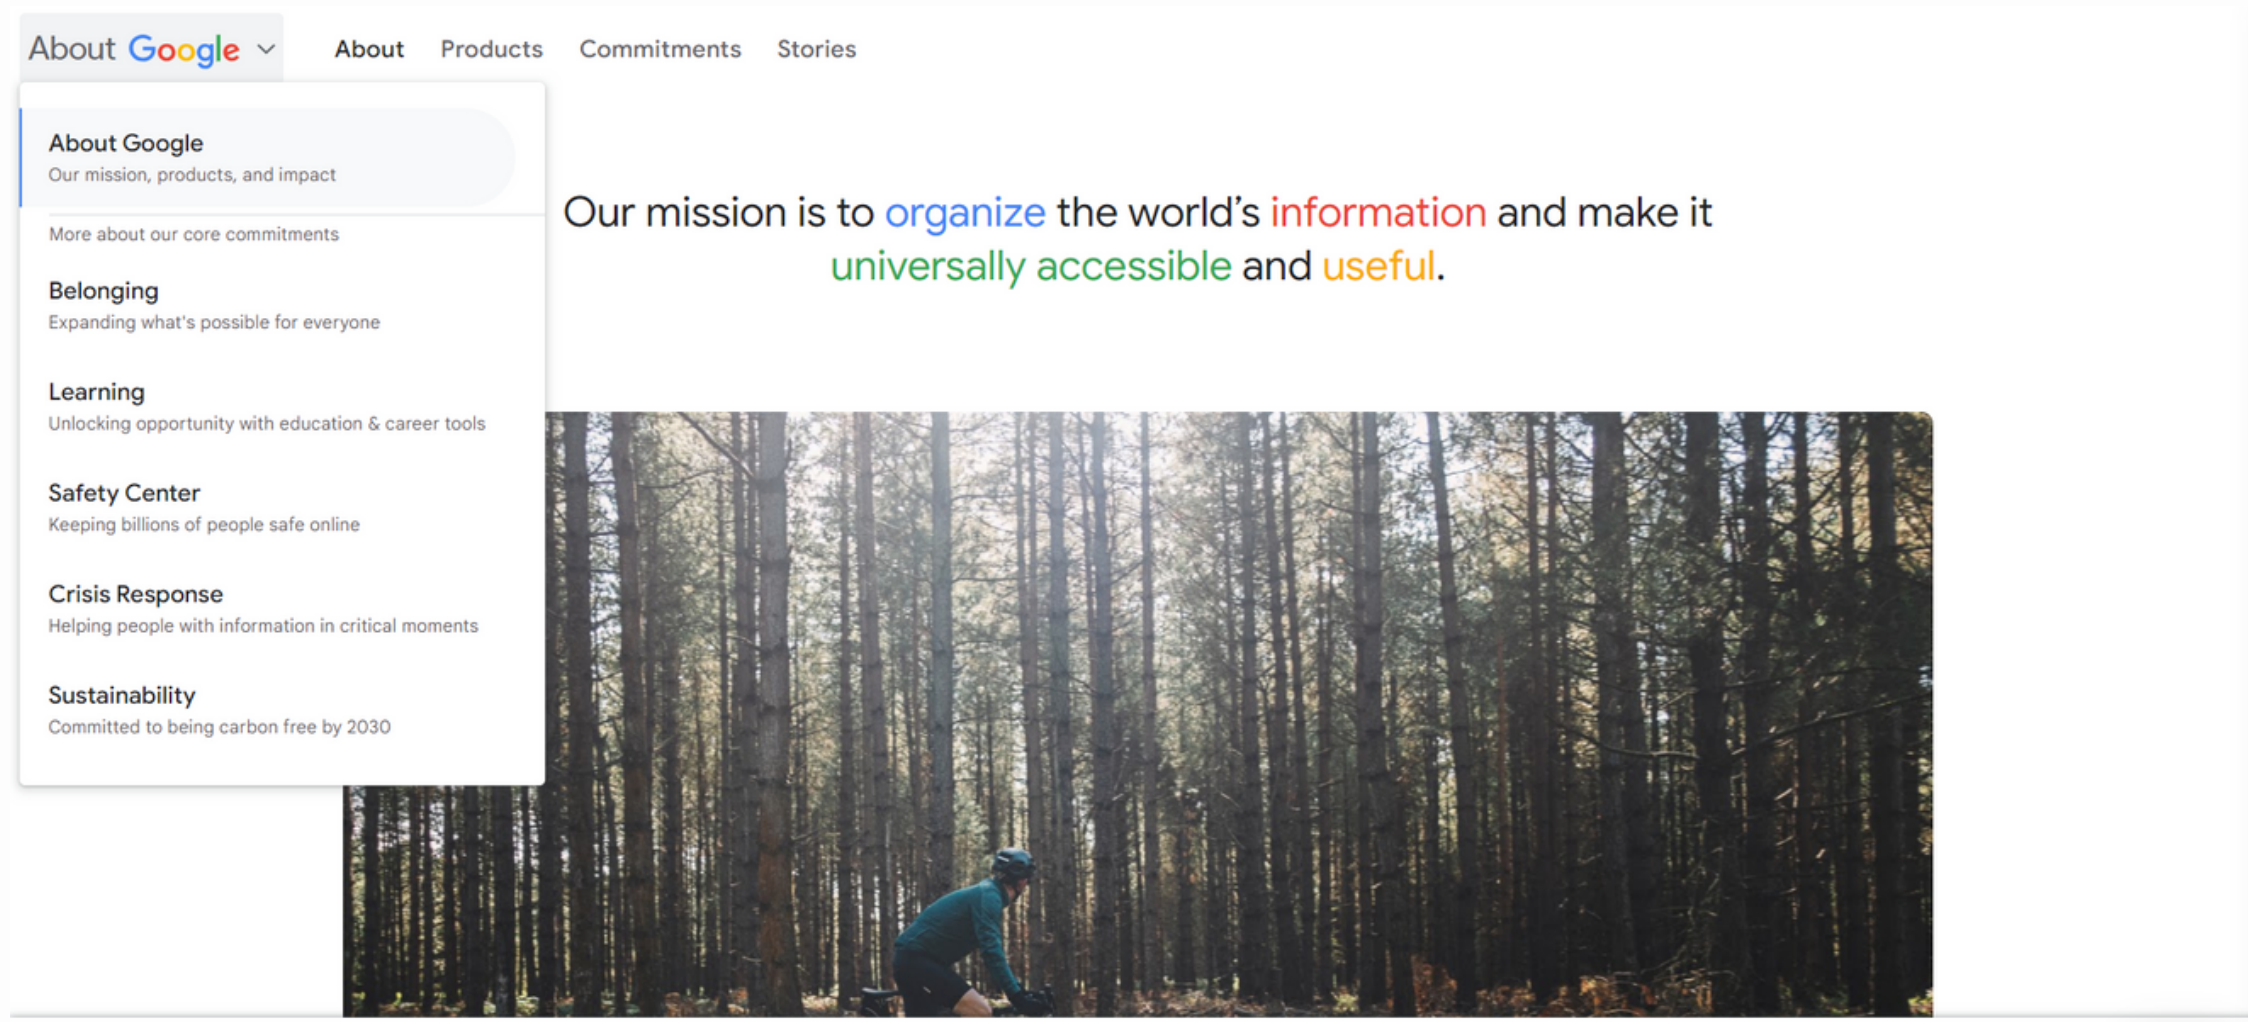 About Google
About
Products
Commitments
Stories
About Google
Our mission, products, and impact
More about our core commitments
Belonging
Expanding what's possible for everyone
Learning
Unlocking opportunity with education & career tools
Safety Center
Keeping billions of people safe online
Crisis Response
Helping people with information in critical moments
Sustainability
Committed to being carbon free by 2030
Our mission is to organize the world’s information and make it
universally accessible and useful.